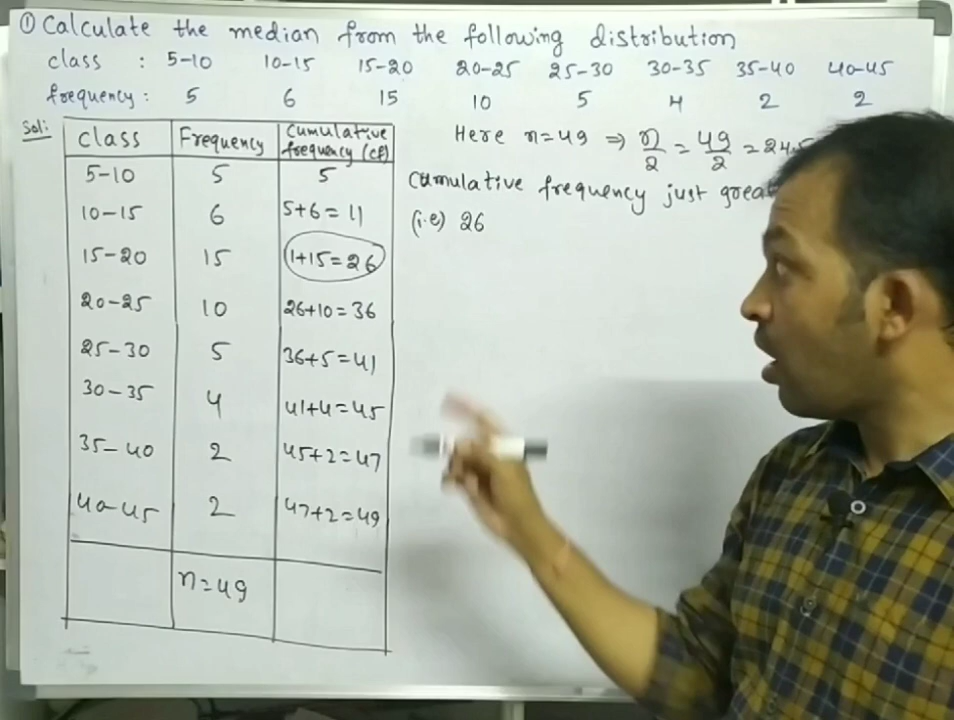 ① Calculate the median from the following distribution
class : 5-10 10-15 15-20 20-25 25-30 30-35 35-40 40-45
frequency : 5 6 15 10 5 4 2 2
Sol:
Class Frequency Cumulative frequency (cf)
5-10 5 5
10-15 6 5+6=11
15-20 15 1+15=26
20-25 10 26+10=36
25-30 5 36+5=41
30-35 4 41+4=45
35-40 2 45+2=47
40-45 2 47+2=49
n=49
Here n=49 ⇒ n/2 = 49/2 = 24.5
Cumulative frequency just
(i.e) 26